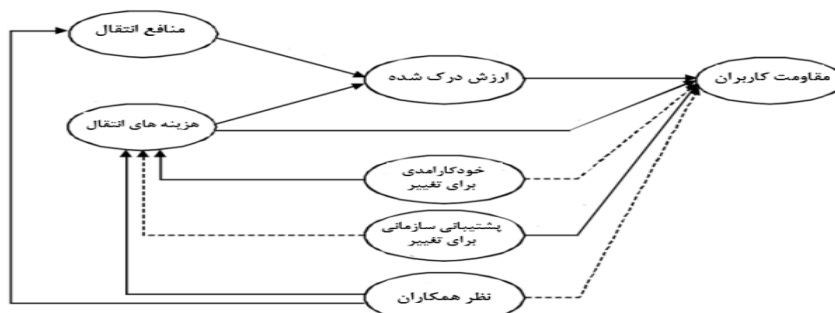 منافع انتقال
ارزش درک شده
مقاومت کاربران
هزینه های انتقال
خودکارامدی
برای تغییر
پشتیبانی سازمانی
برای تغییر
نظر همکاران